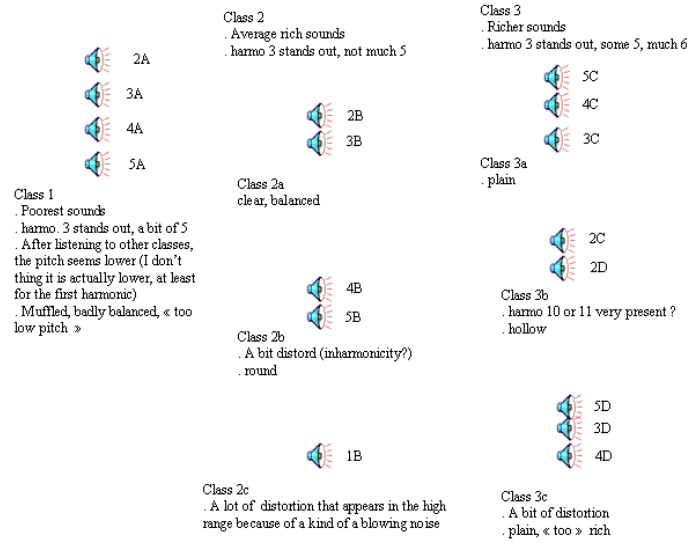 2A
3A
4A
5A
Class 1
. Poorest sounds
. harmo. 3 stands out, a bit of 5
. After listening to other classes,
the pitch seems lower (I don't
thing it is actually lower, at least
for the first harmonic)
. Muffled, badly balanced, « too
low pitch »
Class 2
. Average rich sounds
. harmo 3 stands out, not much 5
2B
3B
Class 2a
clear, balanced
4B
5B
Class 2b
. A bit distord (inharmonicity?)
. round
1B
Class 2c
. A lot of distortion that appears in the high
range because of a kind of a blowing noise
Class 3
. Richer sounds
. harmo 3 stands out, some 5, much 6
5C
4C
3C
Class 3a
. plain
2C
2D
Class 3b
. harmo 10 or 11 very present ?
. hollow
5D
3D
4D
Class 3c
. A bit of distortion
. plain, « too » rich